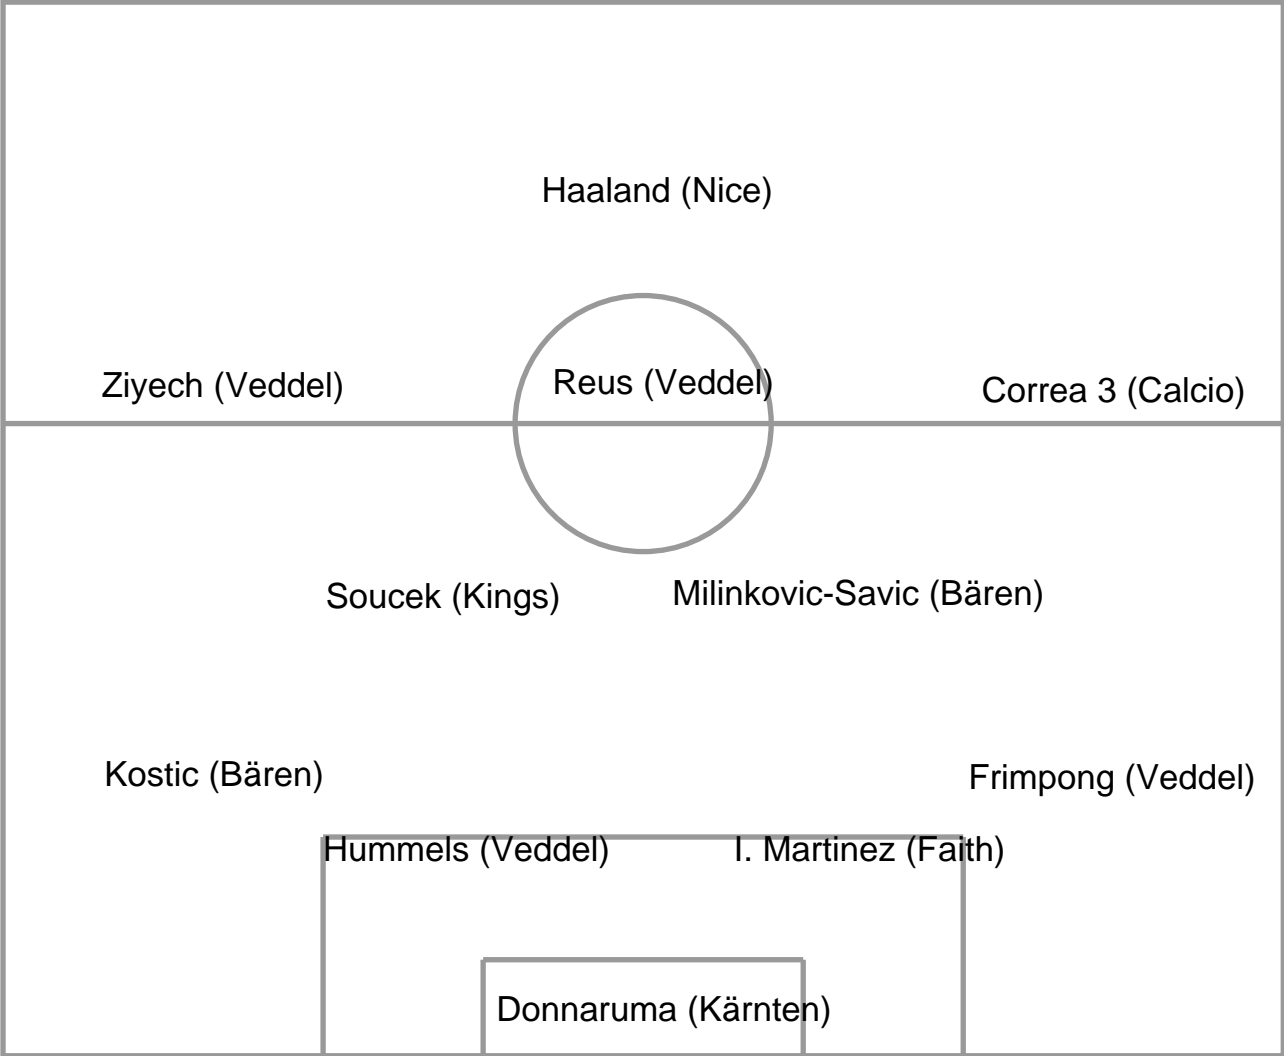 Haaland (Nice)
Ziyech (Veddel)
Reus (Veddel)
Correa 3 (Calcio)
Soucek (Kings)
Milinkovic-Savic (Bären)
Kostic (Bären)
Frimpong (Veddel)
Hummels (Veddel)
I. Martinez (Faith)
Donnaruma (Kärnten)